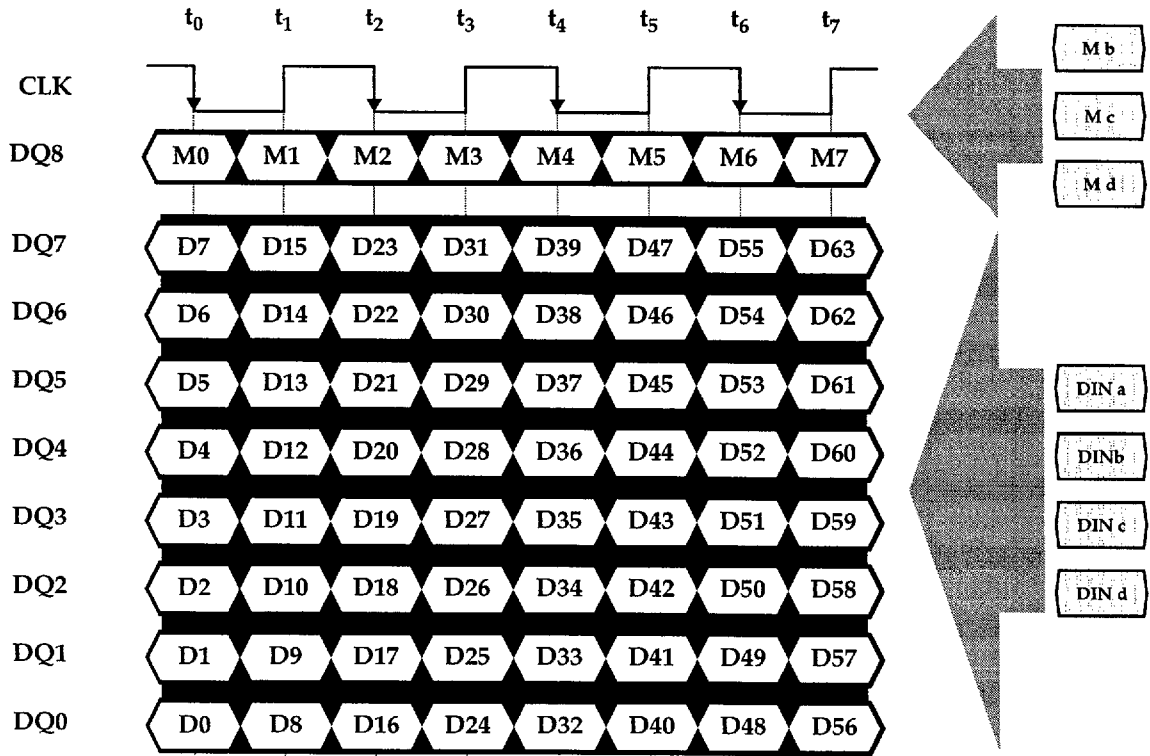 t0 t1 t2 t3 t4 t5 t6 t7
CLK
DQ8 M0 M1 M2 M3 M4 M5 M6 M7
DQ7 D7 D15 D23 D31 D39 D47 D55 D63
DQ6 D6 D14 D22 D30 D38 D46 D54 D62
DQ5 D5 D13 D21 D29 D37 D45 D53 D61
DQ4 D4 D12 D20 D28 D36 D44 D52 D60
DQ3 D3 D11 D19 D27 D35 D43 D51 D59
DQ2 D2 D10 D18 D26 D34 D42 D50 D58
DQ1 D1 D9 D17 D25 D33 D41 D49 D57
DQ0 D0 D8 D16 D24 D32 D40 D48 D56
M b
M c
M d
DIN a
DINb
DIN c
DIN d